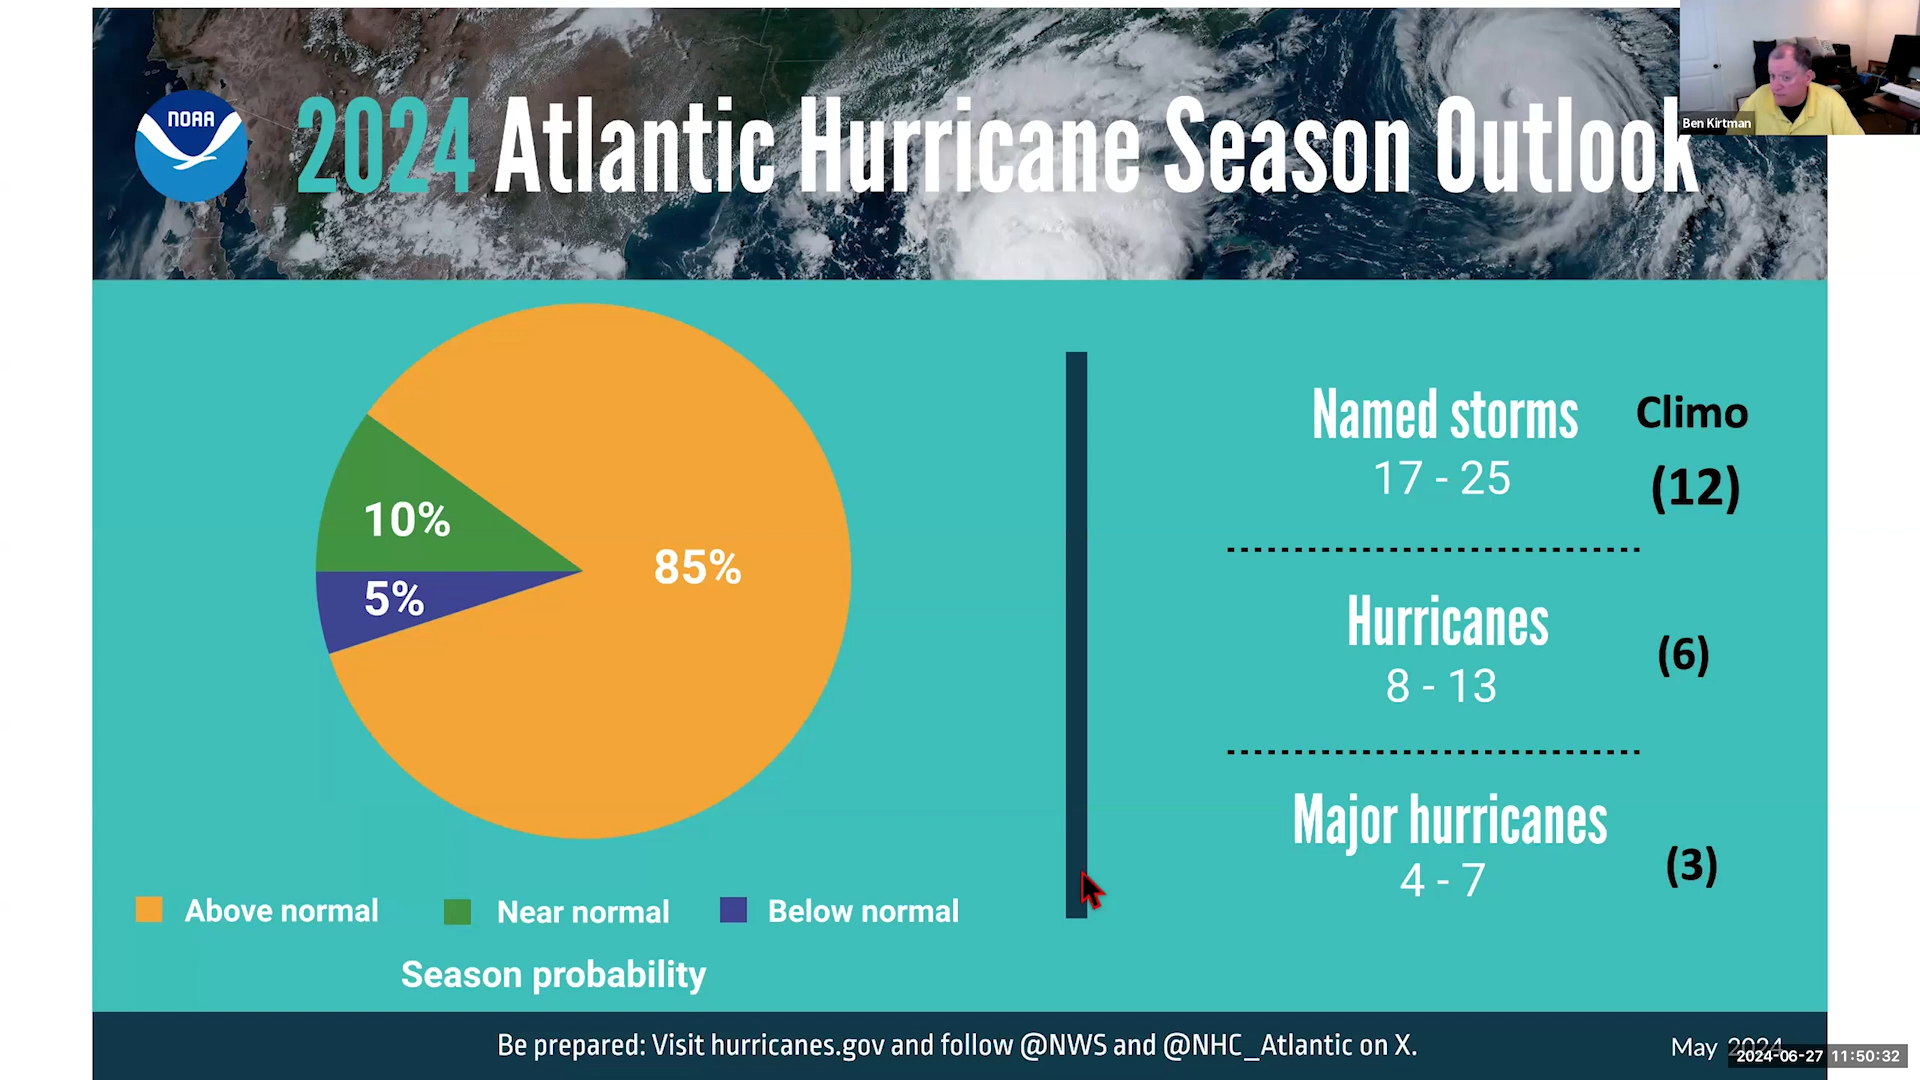 NOAA
2024 Atlantic Hurricane Season Outlook
Ben Kirtman
10%
5%
85%
Above normal
Near normal
Below normal
Season probability
Named storms
17 - 25
Climo
(12)
Hurricanes
8 - 13
(6)
Major hurricanes
4 - 7
(3)
Be prepared: Visit hurricanes.gov and follow @NWS and @NHC_Atlantic on X.
May 2024
2024-06-27 11:50:32